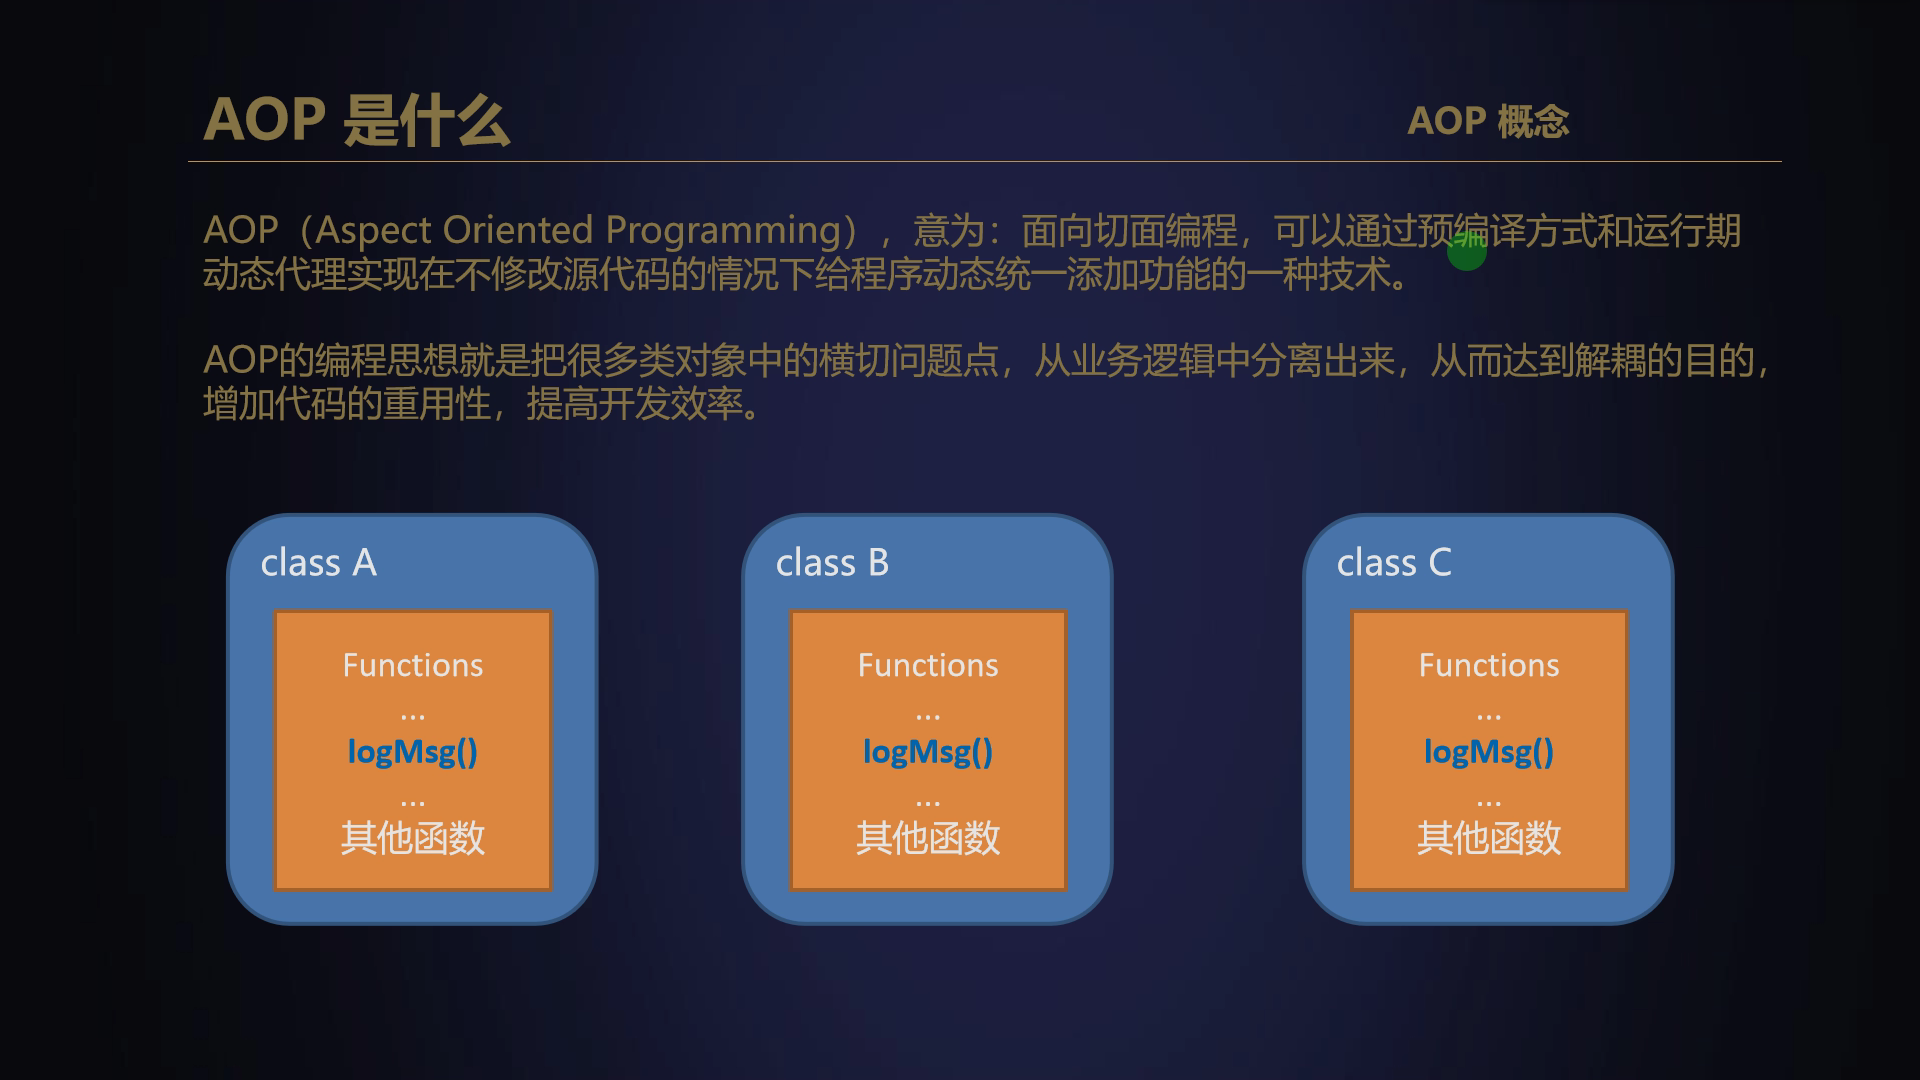 AOP 是什么
AOP 概念
AOP（Aspect Oriented Programming），意为：面向切面编程，可以通过预编译方式和运行期
动态代理实现在不修改源代码的情况下给程序动态统一添加功能的一种技术。
AOP的编程思想就是把很多类对象中的横切问题点，从业务逻辑中分离出来，从而达到解耦的目的，
增加代码的重用性，提高开发效率。
class A
Functions
...
logMsg()
...
其他函数
class B
Functions
...
logMsg()
...
其他函数
class C
Functions
...
logMsg()
...
其他函数